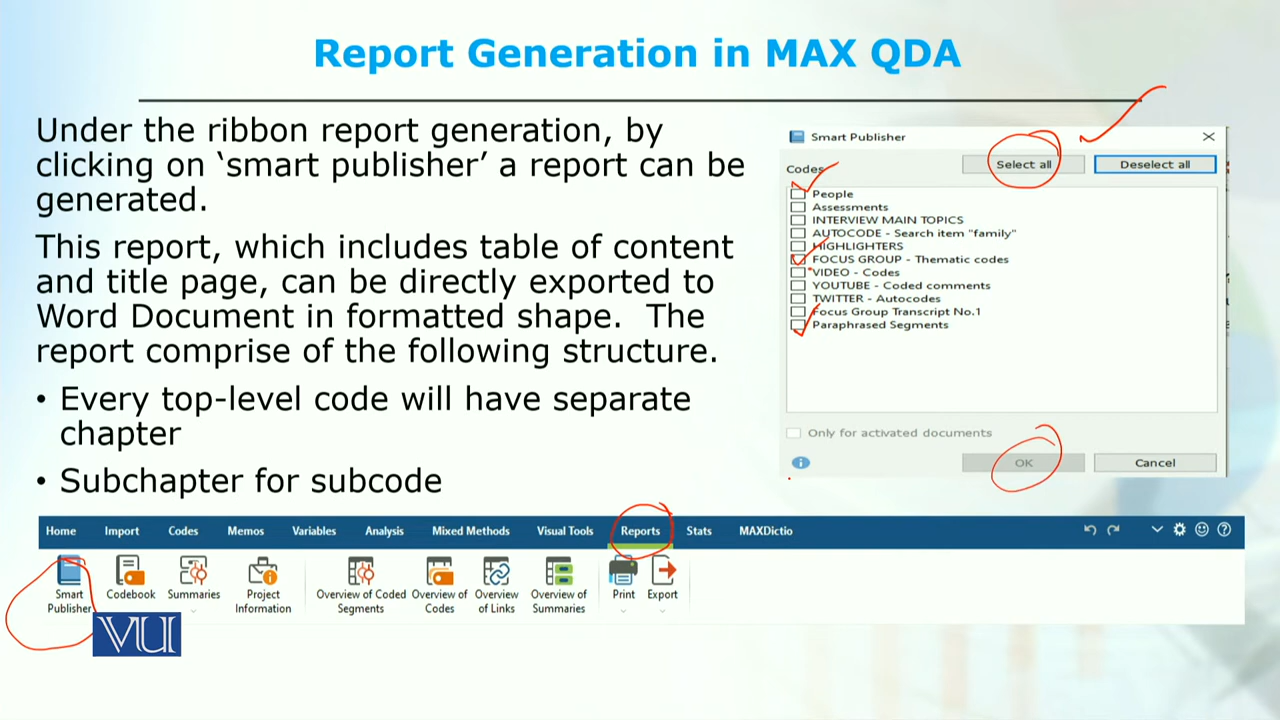 Report Generation in MAX QDA
Under the ribbon report generation, by
clicking on ‘smart publisher’ a report can be
generated.
This report, which includes table of content
and title page, can be directly exported to
Word Document in formatted shape.  The
report comprise of the following structure.
• Every top-level code will have separate
chapter
• Subchapter for subcode
Smart Publisher
Codes
Select all
Deselect all
People
Assessments
INTERVIEW MAIN TOPICS
AUTOCODE - Search item "family"
HIGHLIGHTERS
FOCUS GROUP - Thematic codes
VIDEO - Codes
YOUTUBE - Coded comments
TWITTER - Autocodes
Focus Group Transcript No.1
Paraphrased Segments
Only for activated documents
OK
Cancel
Home Import Codes Memos Variables Analysis Mixed Methods Visual Tools Reports Stats MAXDictio
Smart
Publisher
Codebook
Summaries
Project
Information
Overview of Coded
Segments
Overview of
Codes
Overview
of Links
Overview of
Summaries
Print
Export
VU